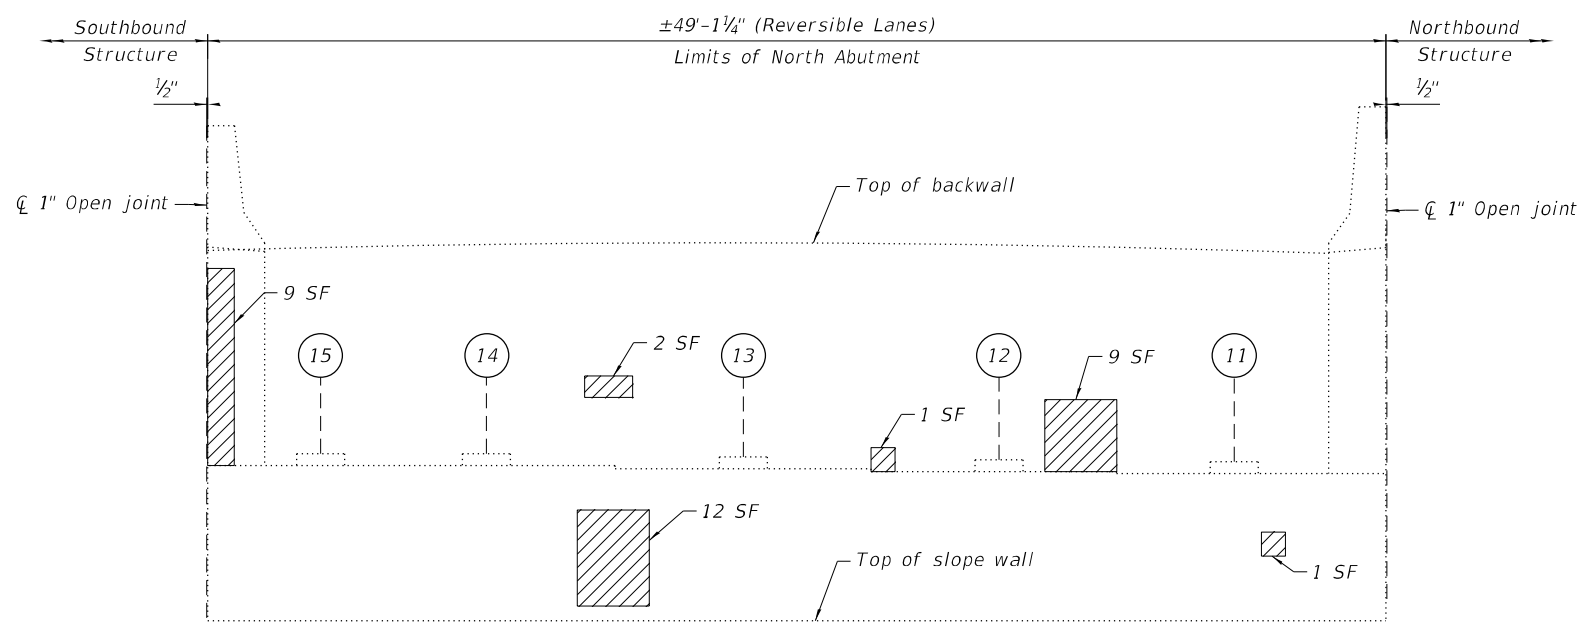 Southbound
Structure
±49'-1¼" (Reversible Lanes)
Limits of North Abutment
Northbound
Structure
½"
½"
℄ 1" Open joint
Top of backwall
℄ 1" Open joint
9 SF
15
14
2 SF
13
12
9 SF
11
1 SF
12 SF
Top of slope wall
1 SF